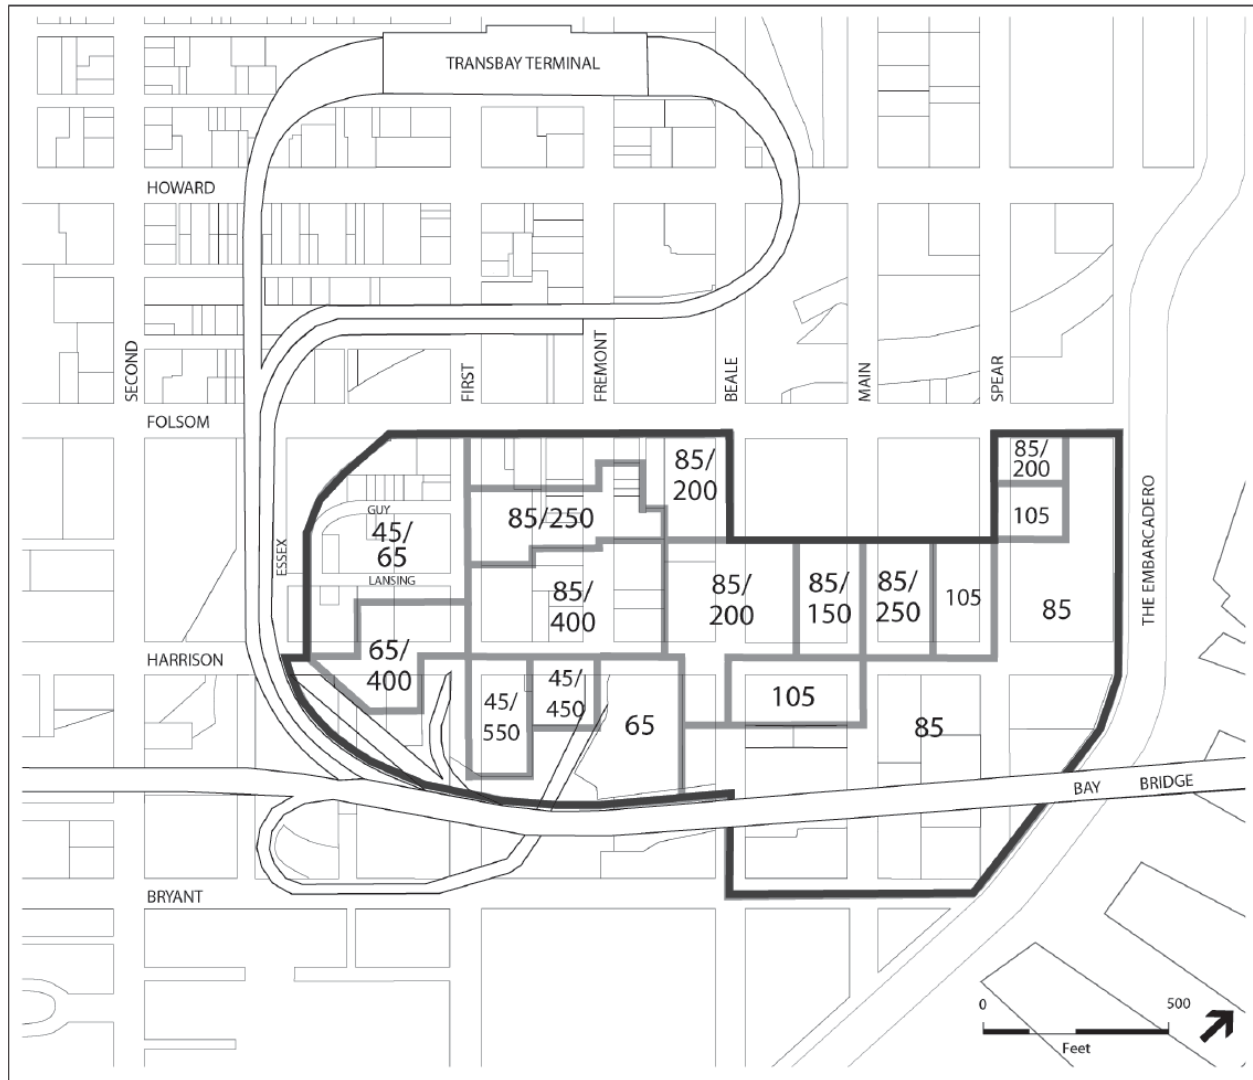 TRANSBAY TERMINAL
HOWARD
SECOND
FIRST
FREMONT
BEALE
MAIN
SPEAR
FOLSOM
ESSEX
GUY
45/
65
LANSING
85/250
85/
200
85/
400
85/
200
85/
150
85/
250
105
85/
200
105
85
THE EMBARCADERO
HARRISON
65/
400
45/
550
45/
450
65
105
85
BAY BRIDGE
BRYANT
0 500
Feet